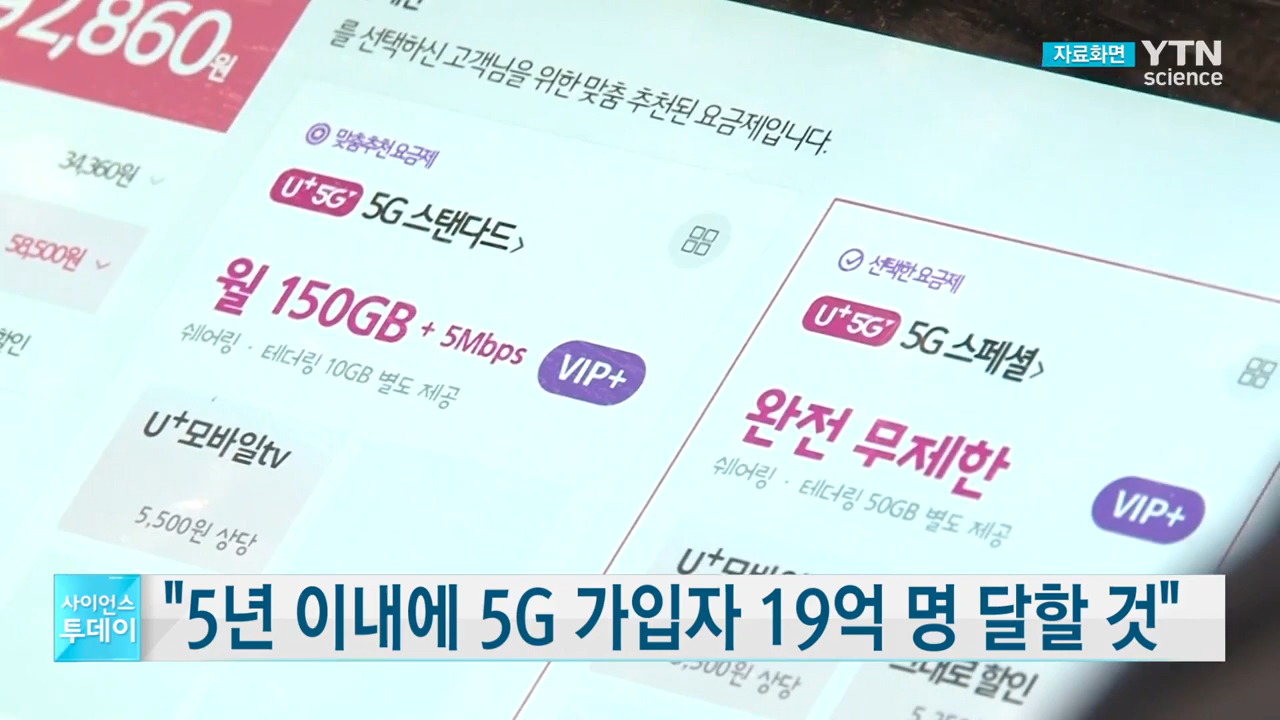 92,860원
를 선택하신 고객님을 위한 맞춤 추천된 요금제입니다.
자료화면
YTN
science
34,360원
58,500원
할인
맞춤추천 요금제
U+5G
5G 스탠다드>
월 150GB + 5Mbps
VIP+
쉐어링 · 테더링 10GB 별도 제공
U+모바일tv
5,500원 상당
선택한 요금제
U+5G
5G 스페셜>
완전 무제한
VIP+
쉐어링 · 테더링 50GB 별도 제공
사이언스
투데이
"5년 이내에 5G 가입자 19억 명 달할 것"
5,500원 상당